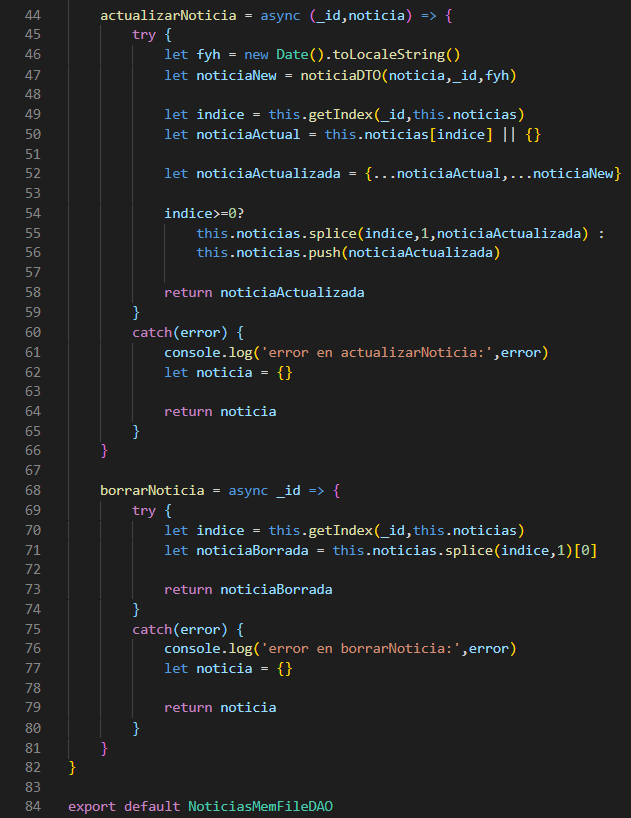 44 actualizarNoticia = async (_id,noticia) => {
45 try {
46 let fyh = new Date().toLocaleString()
47 let noticiaNew = noticiaDTO(noticia,_id,fyh)
48
49 let indice = this.getIndex(_id,this.noticias)
50 let noticiaActual = this.noticias[indice] || {}
51
52 let noticiaActualizada = {...noticiaActual,...noticiaNew}
53
54 indice>=0?
55 this.noticias.splice(indice,1,noticiaActualizada) :
56 this.noticias.push(noticiaActualizada)
57
58 return noticiaActualizada
59 }
60 catch(error) {
61 console.log('error en actualizarNoticia:',error)
62 let noticia = {}
63
64 return noticia
65 }
66 }
67
68 borrarNoticia = async _id => {
69 try {
70 let indice = this.getIndex(_id,this.noticias)
71 let noticiaBorrada = this.noticias.splice(indice,1)[0]
72
73 return noticiaBorrada
74 }
75 catch(error) {
76 console.log('error en borrarNoticia:',error)
77 let noticia = {}
78
79 return noticia
80 }
81 }
82 }
83
84 export default NoticiasMemFileDAO